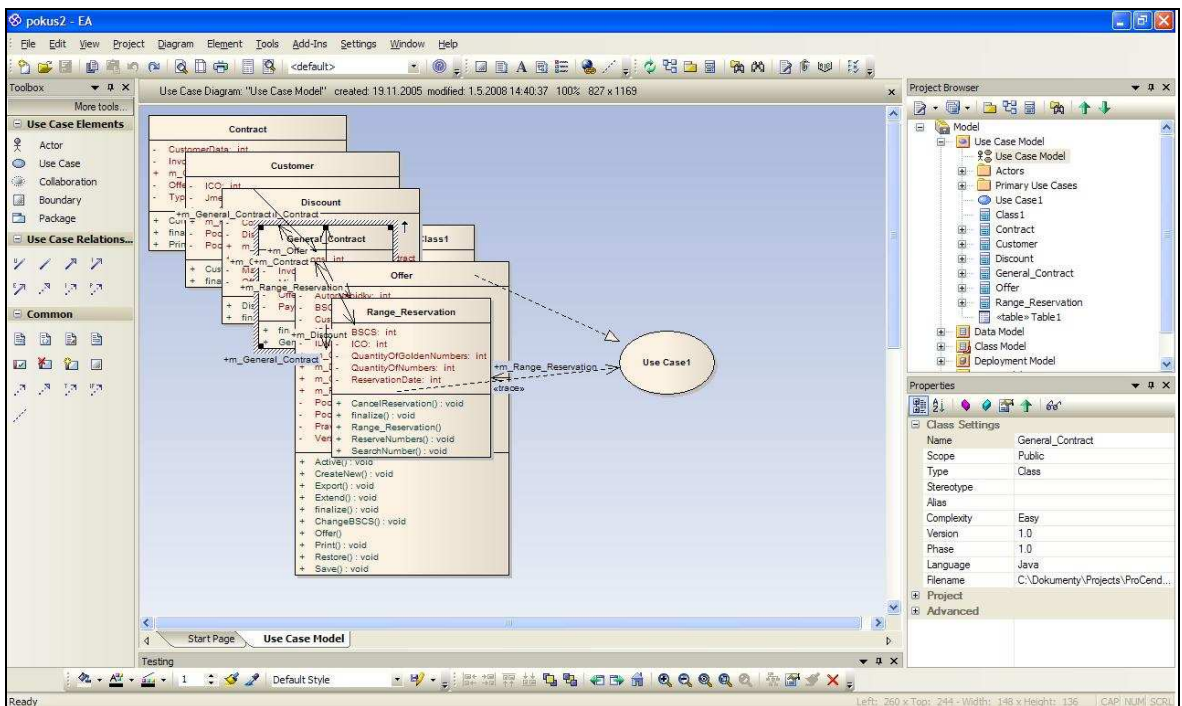 pokus2 - EA
File Edit View Project Diagram Element Tools Add-Ins Settings Window Help
<default>
Toolbox
More tools...
Use Case Elements
Actor
Use Case
Collaboration
Boundary
Package
Use Case Relations...
Common
Use Case Diagram: "Use Case Model" created: 19.11.2005 modified: 1.5.2008 14:40:37 100% 827 x 1169
Contract
- CustomerData: int
Customer
- ICO: int
Discount
+m_General_Contract
General_Contract
Class1
+m_Offer
+m_Contract
Offer
+m_Range_Reservation
Range_Reservation
BSCS: int
- ICO: int
- QuantityOfGoldenNumbers: int
- QuantityOfNumbers: int
- ReservationDate: int
+ CancelReservation() : void
+ finalize() : void
+ Range_Reservation()
+ ReserveNumbers() : void
+ SearchNumber() : void
+m_Discount
+m_General_Contract
+ Active() : void
+ CreateNew() : void
+ Export() : void
+ Extend() : void
+ finalize() : void
+ ChangeBSCS() : void
+ Offer()
+ Print() : void
+ Restore() : void
+ Save() : void
+m_Range_Reservation
«trace»
Use Case1
Start Page
Use Case Model
Testing
1
Default Style
Ready
Left: 260 x Top: 244 - Width: 148 x Height: 136 CAP NUM SCRL
Project Browser
Model
Use Case Model
Use Case Model
Actors
Primary Use Cases
Use Case1
Class1
Contract
Customer
Discount
General_Contract
Offer
Range_Reservation
«table» Table1
Data Model
Class Model
Deployment Model
Properties
Class Settings
Name General_Contract
Scope Public
Type Class
Stereotype
Alias
Complexity Easy
Version 1.0
Phase 1.0
Language Java
Filename C:\Dokumenty\Projects\ProCend...
Project
Advanced